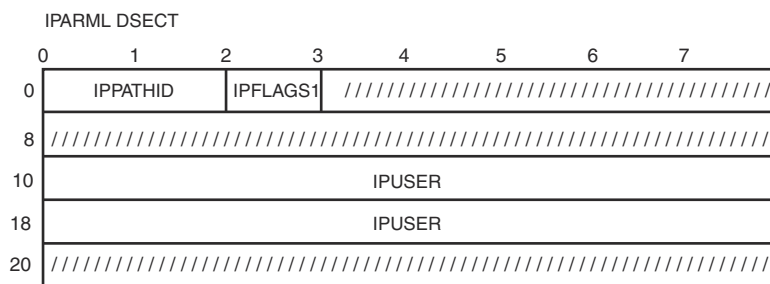 IPARML DSECT
0 1 2 3 4 5 6 7
0 IPPATHID IPFLAGS1 ////////////////////////////////////////
8 ////////////////////////////////////////////////////////////////////
10 IPUSER
18 IPUSER
20 ////////////////////////////////////////////////////////////////////